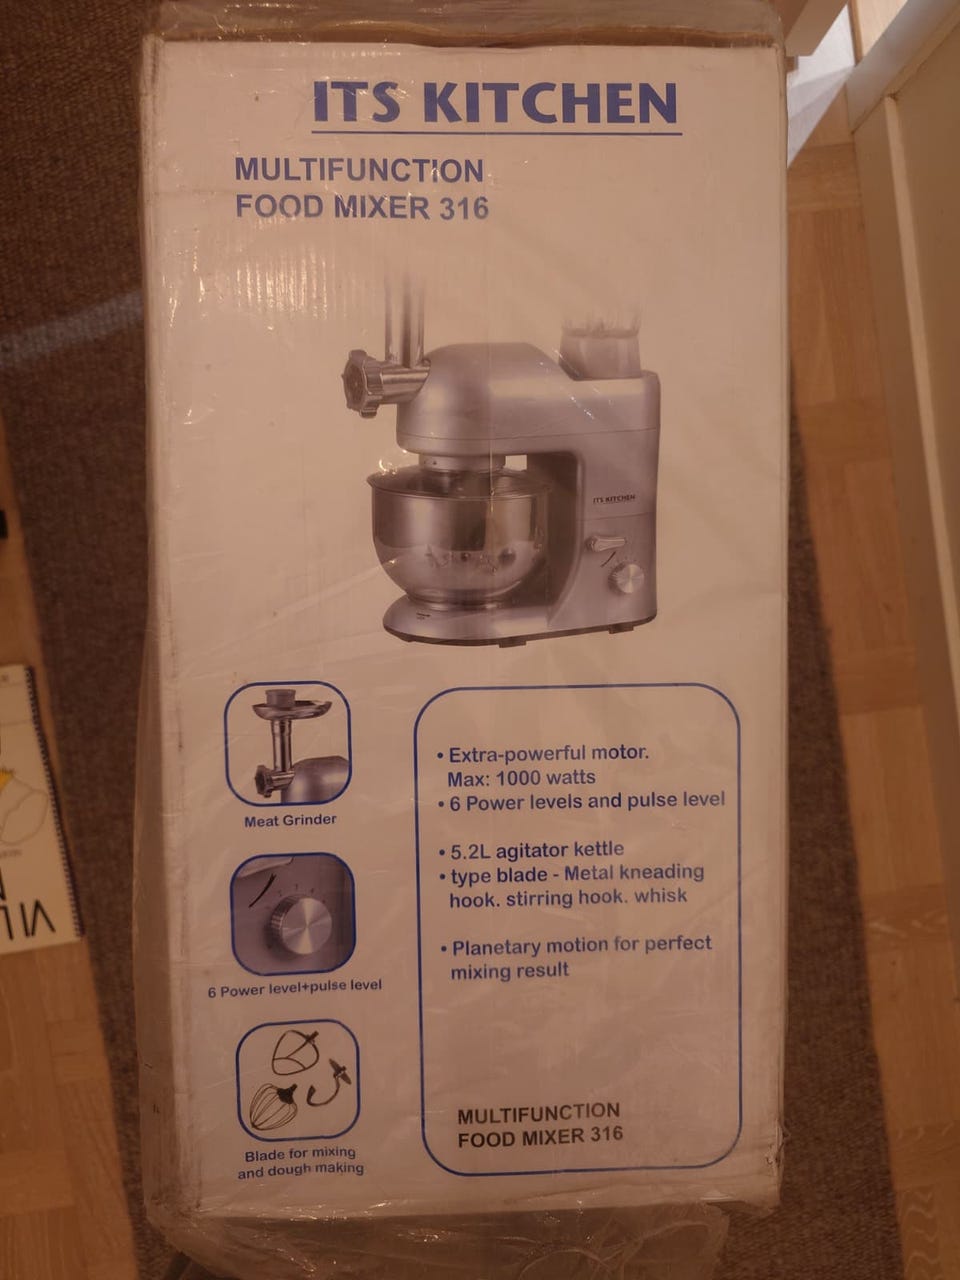 ITS KITCHEN
MULTIFUNCTION
FOOD MIXER 316
ITS KITCHEN
Meat Grinder
6 Power level+pulse level
Blade for mixing
and dough making
• Extra-powerful motor.
Max: 1000 watts
• 6 Power levels and pulse level
• 5.2L agitator kettle
• type blade - Metal kneading
hook. stirring hook. whisk
• Planetary motion for perfect
mixing result
MULTIFUNCTION
FOOD MIXER 316